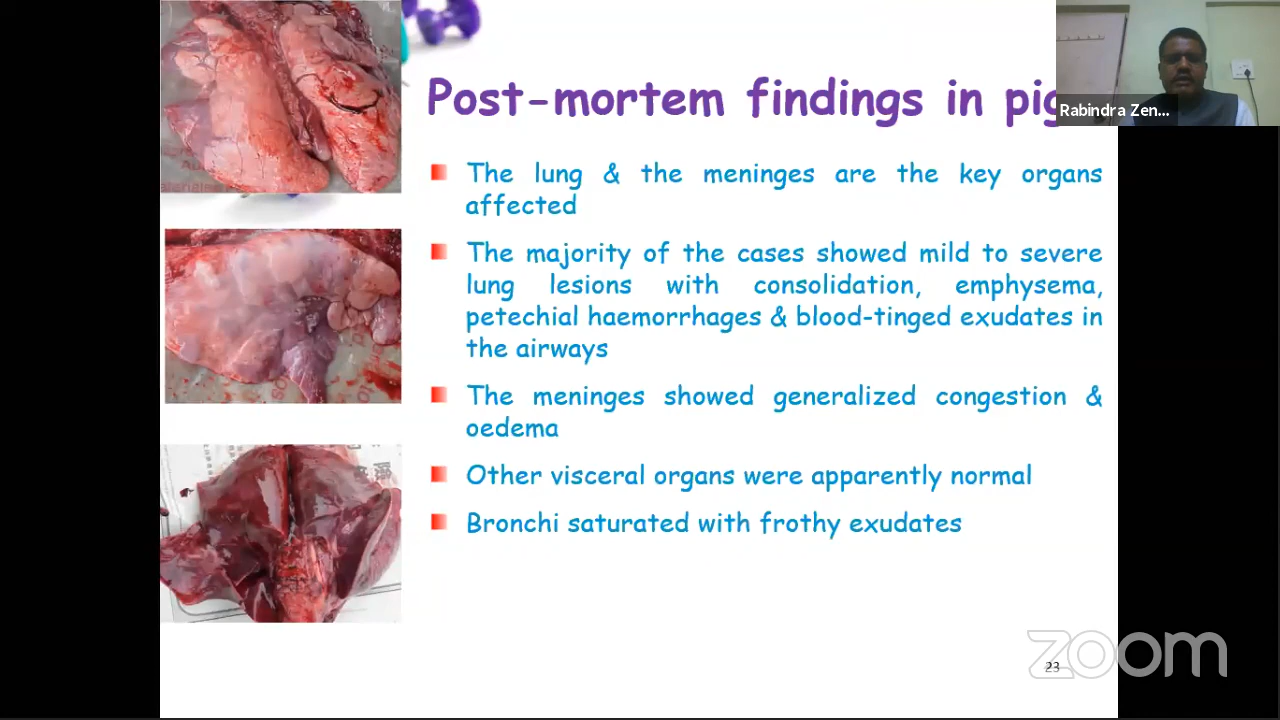 Post-mortem findings in pig
Rabindra Zen...
The lung & the meninges are the key organs
affected
The majority of the cases showed mild to severe
lung lesions with consolidation, emphysema,
petechial haemorrhages & blood-tinged exudates in
the airways
The meninges showed generalized congestion &
oedema
Other visceral organs were apparently normal
Bronchi saturated with frothy exudates
zoom
23